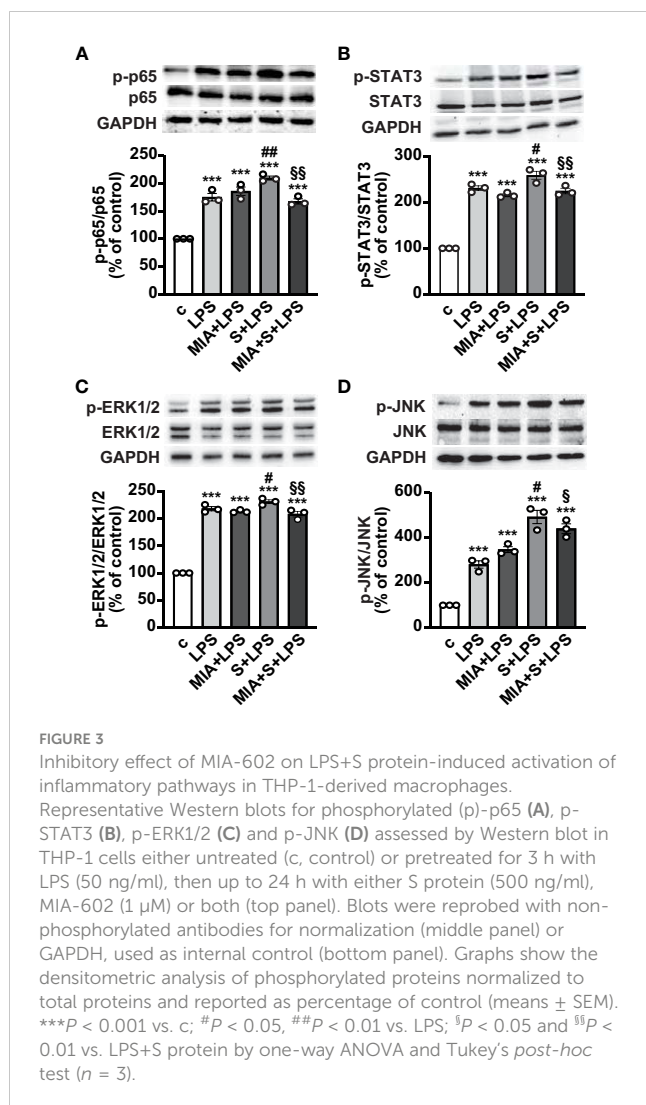 A
p-p65
p65
GAPDH
##
***
***
***
§§
***
250
200
150
100
50
0
p-p65/p65
(% of control)
c
LPS
MIA+LPS
S+LPS
MIA+S+LPS
B
p-STAT3
STAT3
GAPDH
#
***
***
***
§§
***
300
200
100
0
p-STAT3/STAT3
(% of control)
c
LPS
MIA+LPS
S+LPS
MIA+S+LPS
C
p-ERK1/2
ERK1/2
GAPDH
#
***
***
***
§§
***
250
200
150
100
50
0
p-ERK1/2/ERK1/2
(% of control)
c
LPS
MIA+LPS
S+LPS
MIA+S+LPS
D
p-JNK
JNK
GAPDH
#
***
***
***
§
***
600
400
200
0
p-JNK/JNK
(% of control)
c
LPS
MIA+LPS
S+LPS
MIA+S+LPS
FIGURE 3
Inhibitory effect of MIA-602 on LPS+S protein-induced activation of
inflammatory pathways in THP-1-derived macrophages.
Representative Western blots for phosphorylated (p)-p65 (A), p-
STAT3 (B), p-ERK1/2 (C) and p-JNK (D) assessed by Western blot in
THP-1 cells either untreated (c, control) or pretreated for 3 h with
LPS (50 ng/ml), then up to 24 h with either S protein (500 ng/ml),
MIA-602 (1 µM) or both (top panel). Blots were reprobed with non-
phosphorylated antibodies for normalization (middle panel) or
GAPDH, used as internal control (bottom panel). Graphs show the
densitometric analysis of phosphorylated proteins normalized to
total proteins and reported as percentage of control (means ± SEM).
***P < 0.001 vs. c; #P < 0.05, ##P < 0.01 vs. LPS; §P < 0.05 and §§P <
0.01 vs. LPS+S protein by one-way ANOVA and Tukey's post-hoc
test (n = 3).